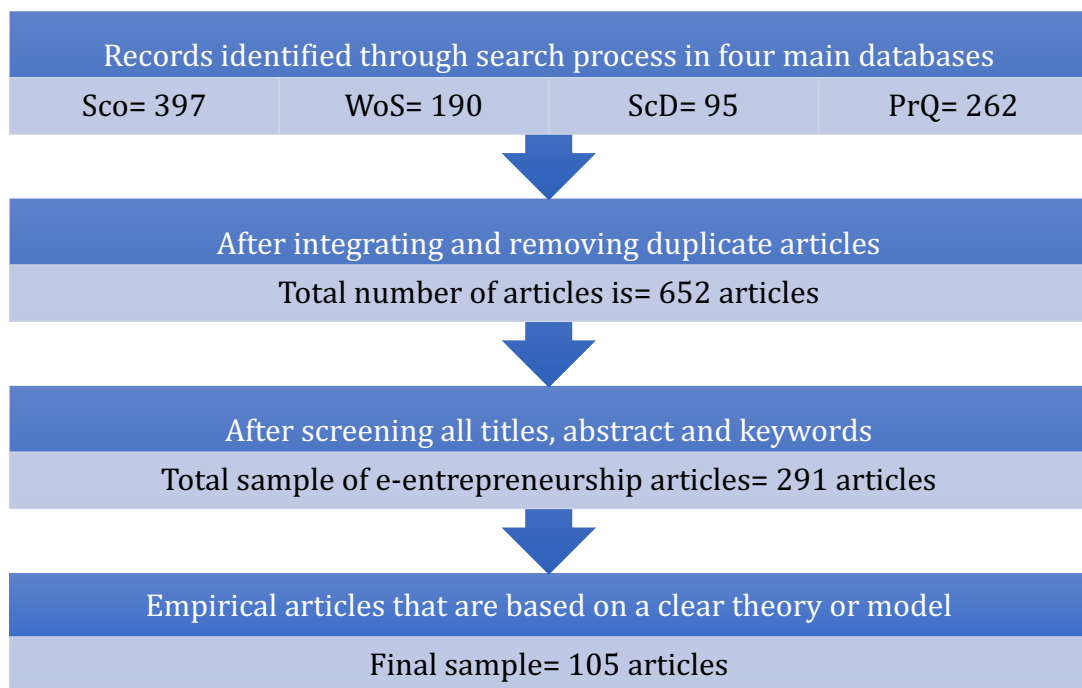 Records identified through search process in four main databases
Sco= 397 WoS= 190 ScD= 95 PrQ= 262
After integrating and removing duplicate articles
Total number of articles is= 652 articles
After screening all titles, abstract and keywords
Total sample of e-entrepreneurship articles= 291 articles
Empirical articles that are based on a clear theory or model
Final sample= 105 articles